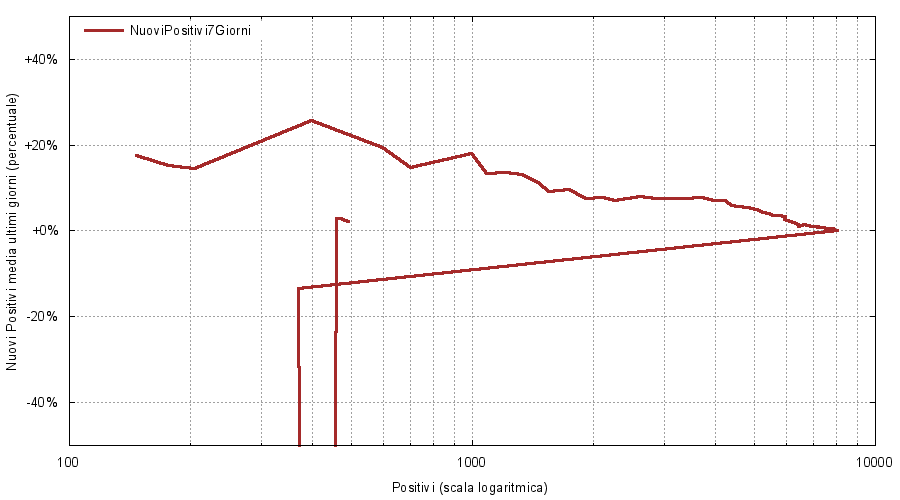 NuoviPositivi7Giorni
+40%
+20%
+0%
-20%
-40%
Nuovi Positivi media ultimi giorni (percentuale)
100
1000
10000
Positivi (scala logaritmica)